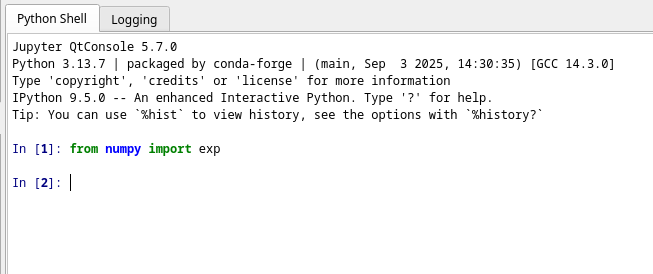 Python Shell Logging
Jupyter QtConsole 5.7.0
Python 3.13.7 | packaged by conda-forge | (main, Sep  3 2025, 14:30:35) [GCC 14.3.0]
Type 'copyright', 'credits' or 'license' for more information
IPython 9.5.0 -- An enhanced Interactive Python. Type '?' for help.
Tip: You can use `%hist` to view history, see the options with `%history?`
In [1]: from numpy import exp
In [2]: